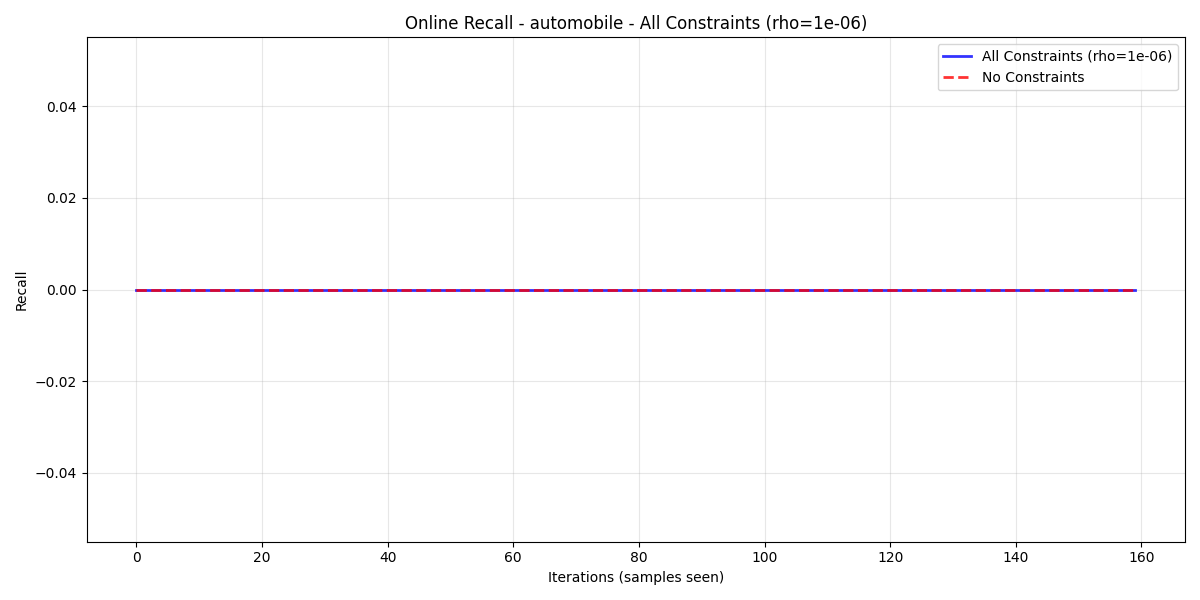 Online Recall - automobile - All Constraints (rho=1e-06)
All Constraints (rho=1e-06)
No Constraints
Recall
0.04
0.02
0.00
−0.02
−0.04
0 20 40 60 80 100 120 140 160
Iterations (samples seen)